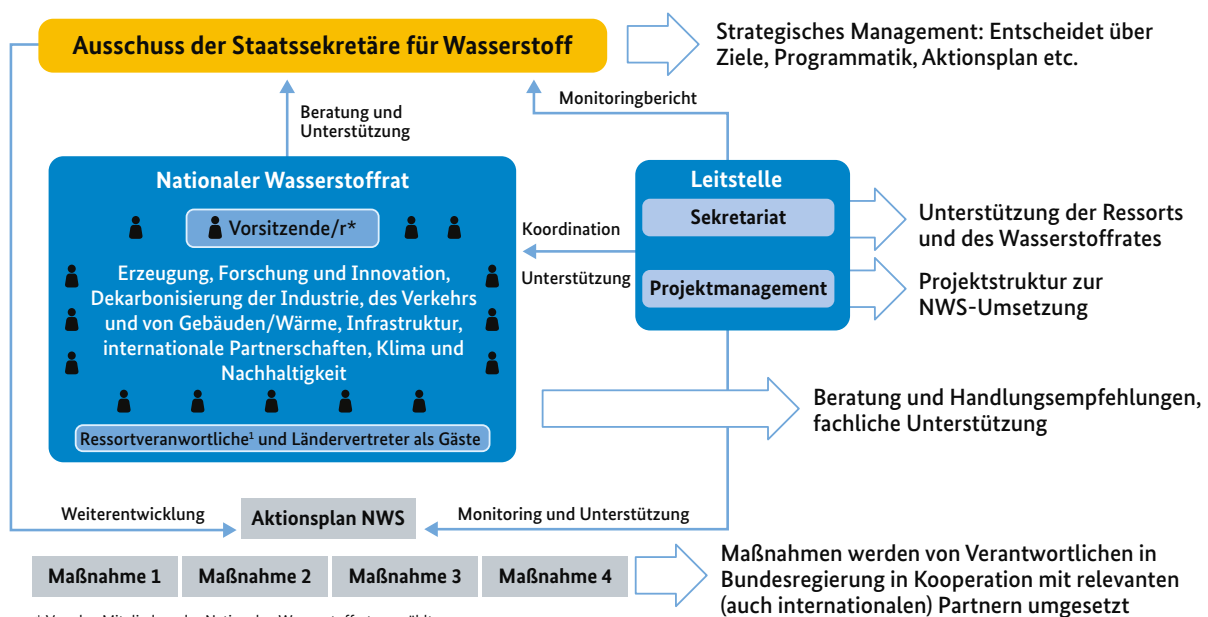 Ausschuss der Staatssekretäre für Wasserstoff
Strategisches Management: Entscheidet über
Ziele, Programmatik, Aktionsplan etc.
Beratung und
Unterstützung
Monitoringbericht
Nationaler Wasserstoffrat
Vorsitzende/r*
Erzeugung, Forschung und Innovation,
Dekarbonisierung der Industrie, des Verkehrs
und von Gebäuden/Wärme, Infrastruktur,
internationale Partnerschaften, Klima und
Nachhaltigkeit
Ressortveranwortliche¹ und Ländervertreter als Gäste
Koordination
Unterstützung
Leitstelle
Sekretariat
Projektmanagement
Unterstützung der Ressorts
und des Wasserstoffrates
Projektstruktur zur
NWS-Umsetzung
Beratung und Handlungsempfehlungen,
fachliche Unterstützung
Weiterentwicklung
Aktionsplan NWS
Monitoring und Unterstützung
Maßnahme 1
Maßnahme 2
Maßnahme 3
Maßnahme 4
Maßnahmen werden von Verantwortlichen in
Bundesregierung in Kooperation mit relevanten
(auch internationalen) Partnern umgesetzt